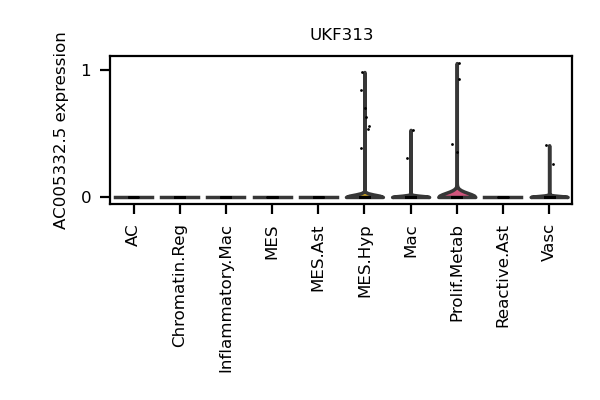 UKF313
AC005332.5 expression
1
0
AC
Chromatin.Reg
Inflammatory.Mac
MES
MES.Ast
MES.Hyp
Mac
Prolif.Metab
Reactive.Ast
Vasc